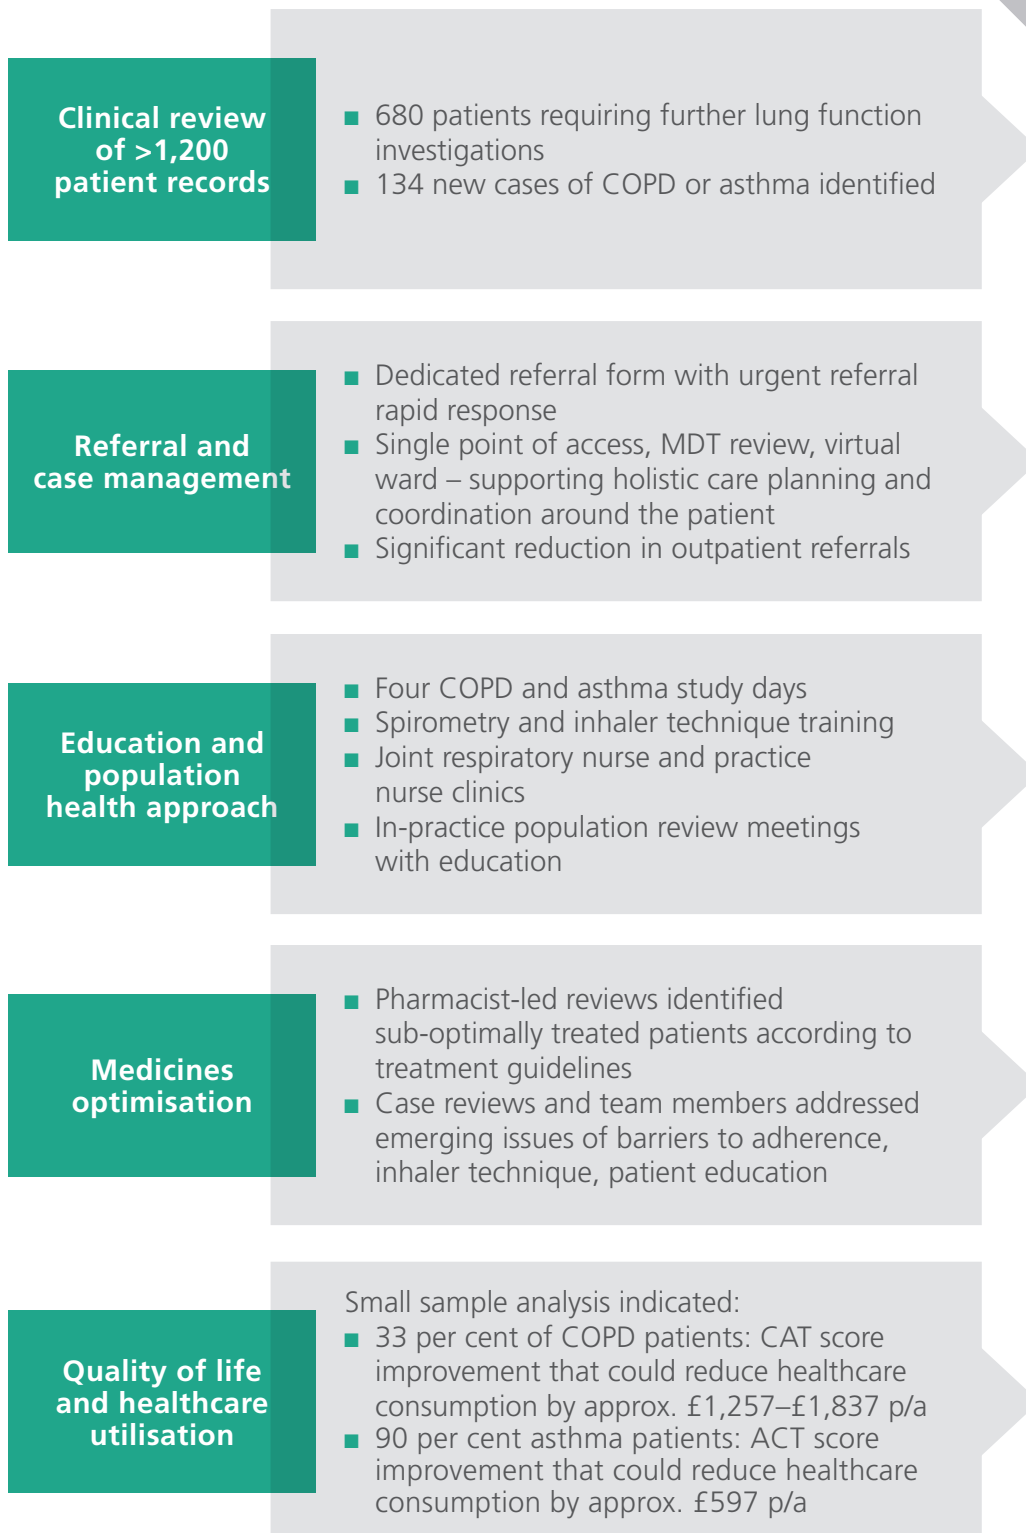 Clinical review
of >1,200
patient records
■ 680 patients requiring further lung function
investigations
■ 134 new cases of COPD or asthma identified
Referral and
case management
■ Dedicated referral form with urgent referral
rapid response
■ Single point of access, MDT review, virtual
ward – supporting holistic care planning and
coordination around the patient
■ Significant reduction in outpatient referrals
Education and
population
health approach
■ Four COPD and asthma study days
■ Spirometry and inhaler technique training
■ Joint respiratory nurse and practice
nurse clinics
■ In-practice population review meetings
with education
Medicines
optimisation
■ Pharmacist-led reviews identified
sub-optimally treated patients according to
treatment guidelines
■ Case reviews and team members addressed
emerging issues of barriers to adherence,
inhaler technique, patient education
Quality of life
and healthcare
utilisation
Small sample analysis indicated:
■ 33 per cent of COPD patients: CAT score
improvement that could reduce healthcare
consumption by approx. £1,257–£1,837 p/a
■ 90 per cent asthma patients: ACT score
improvement that could reduce healthcare
consumption by approx. £597 p/a